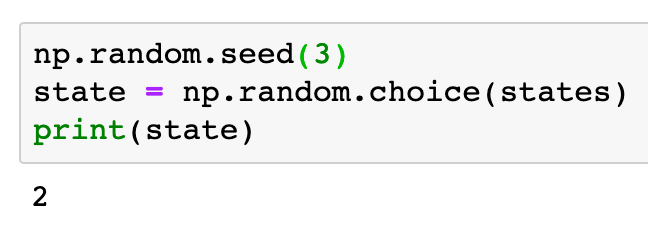 np.random.seed(3)
state = np.random.choice(states)
print(state)
2